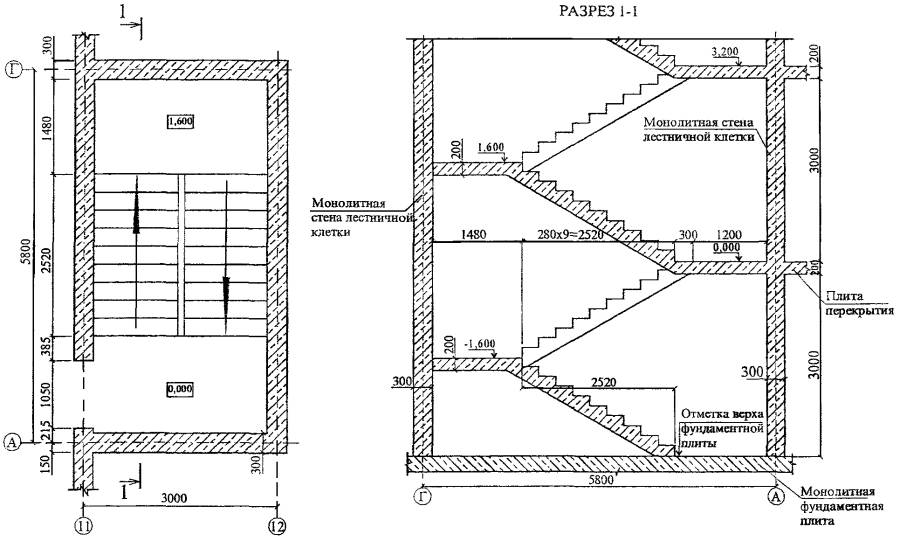 РАЗРЕЗ 1-1
1
300
Г
1480
1,600
5800
2520
385
1050
0,000
215
А
150
300
1
3000
11
12
3,200
200
Монолитная стена
лестничной клетки
1,600
200
3000
Монолитная
стена лестничной
клетки
1480
280х9=2520
300
1200
0,000
200
Плита
перекрытия
-1,600
200
300
2520
300
3000
Отметка верха
фундаментной
плиты
5800
Г
А
Монолитная
фундаментная
плита